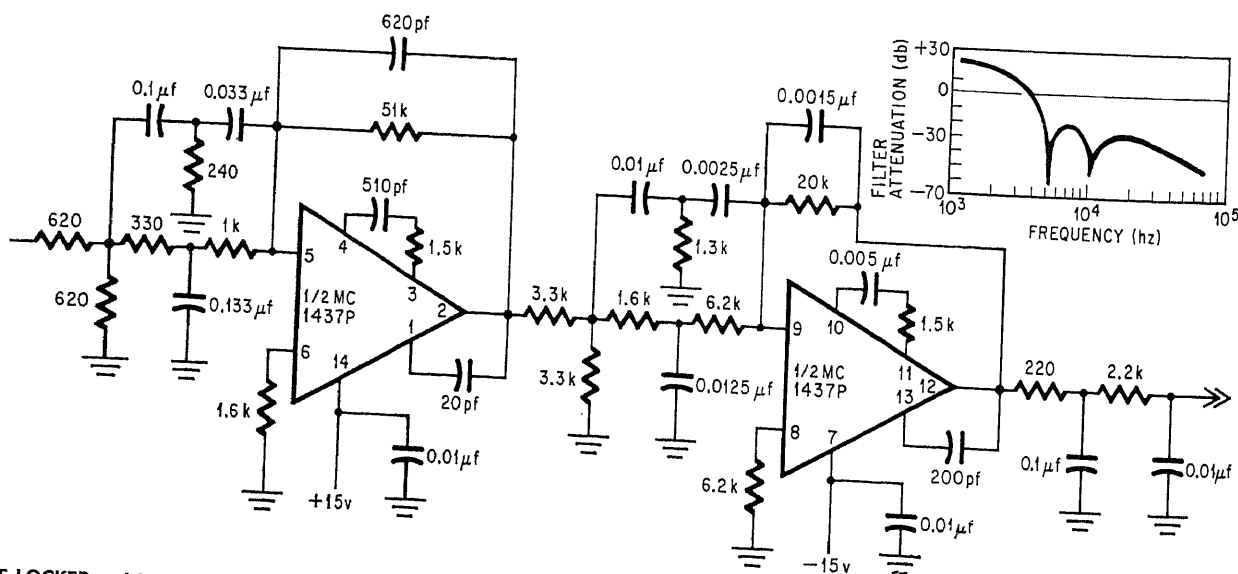 620pf
0.1µf
0.033µf
51k
240
510pf
620
330
1k
1.5k
5
4
3
620
0.133µf
1/2 MC
1437P
2
1
6
14
20pf
1.6k
0.01µf
+15v
3.3k
3.3k
0.0015µf
0.01µf
0.0025µf
20k
1.3k
0.005µf
1.6k
6.2k
1.5k
9
10
0.0125µf
1/2 MC
1437P
11
12
13
8
7
6.2k
200pf
0.01µf
-15v
220
2.2k
0.1µf
0.01µf
+30
0
-30
-70
FILTER
ATTENUATION (db)
10³
10⁴
10⁵
FREQUENCY (hz)
LOCKER